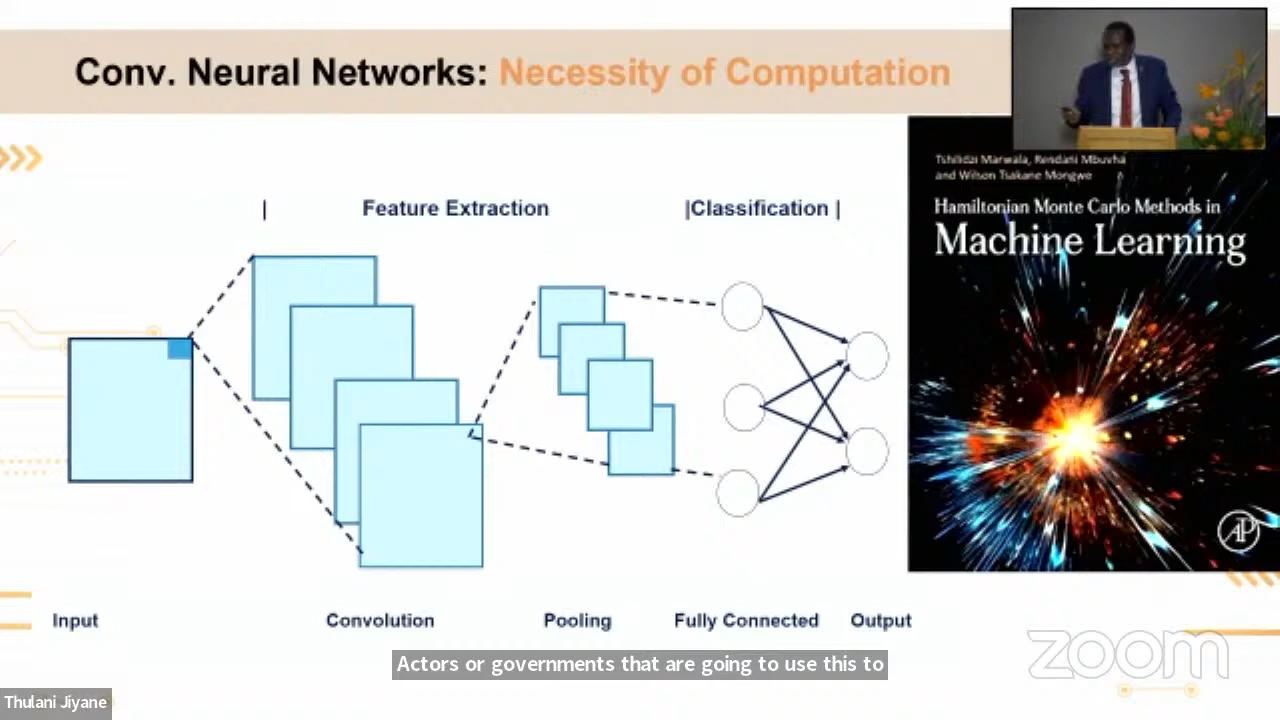 Conv. Neural Networks: Necessity of Computation
Tshilidzi Marwala, Rendani Mbuvha
and Wilson Tsakane Mongwe
Hamiltonian Monte Carlo Methods in
Machine Learning
AP
| Feature Extraction |Classification |
Input Convolution Pooling Fully Connected Output
zoom
Actors or governments that are going to use this to
Thulani Jiyane